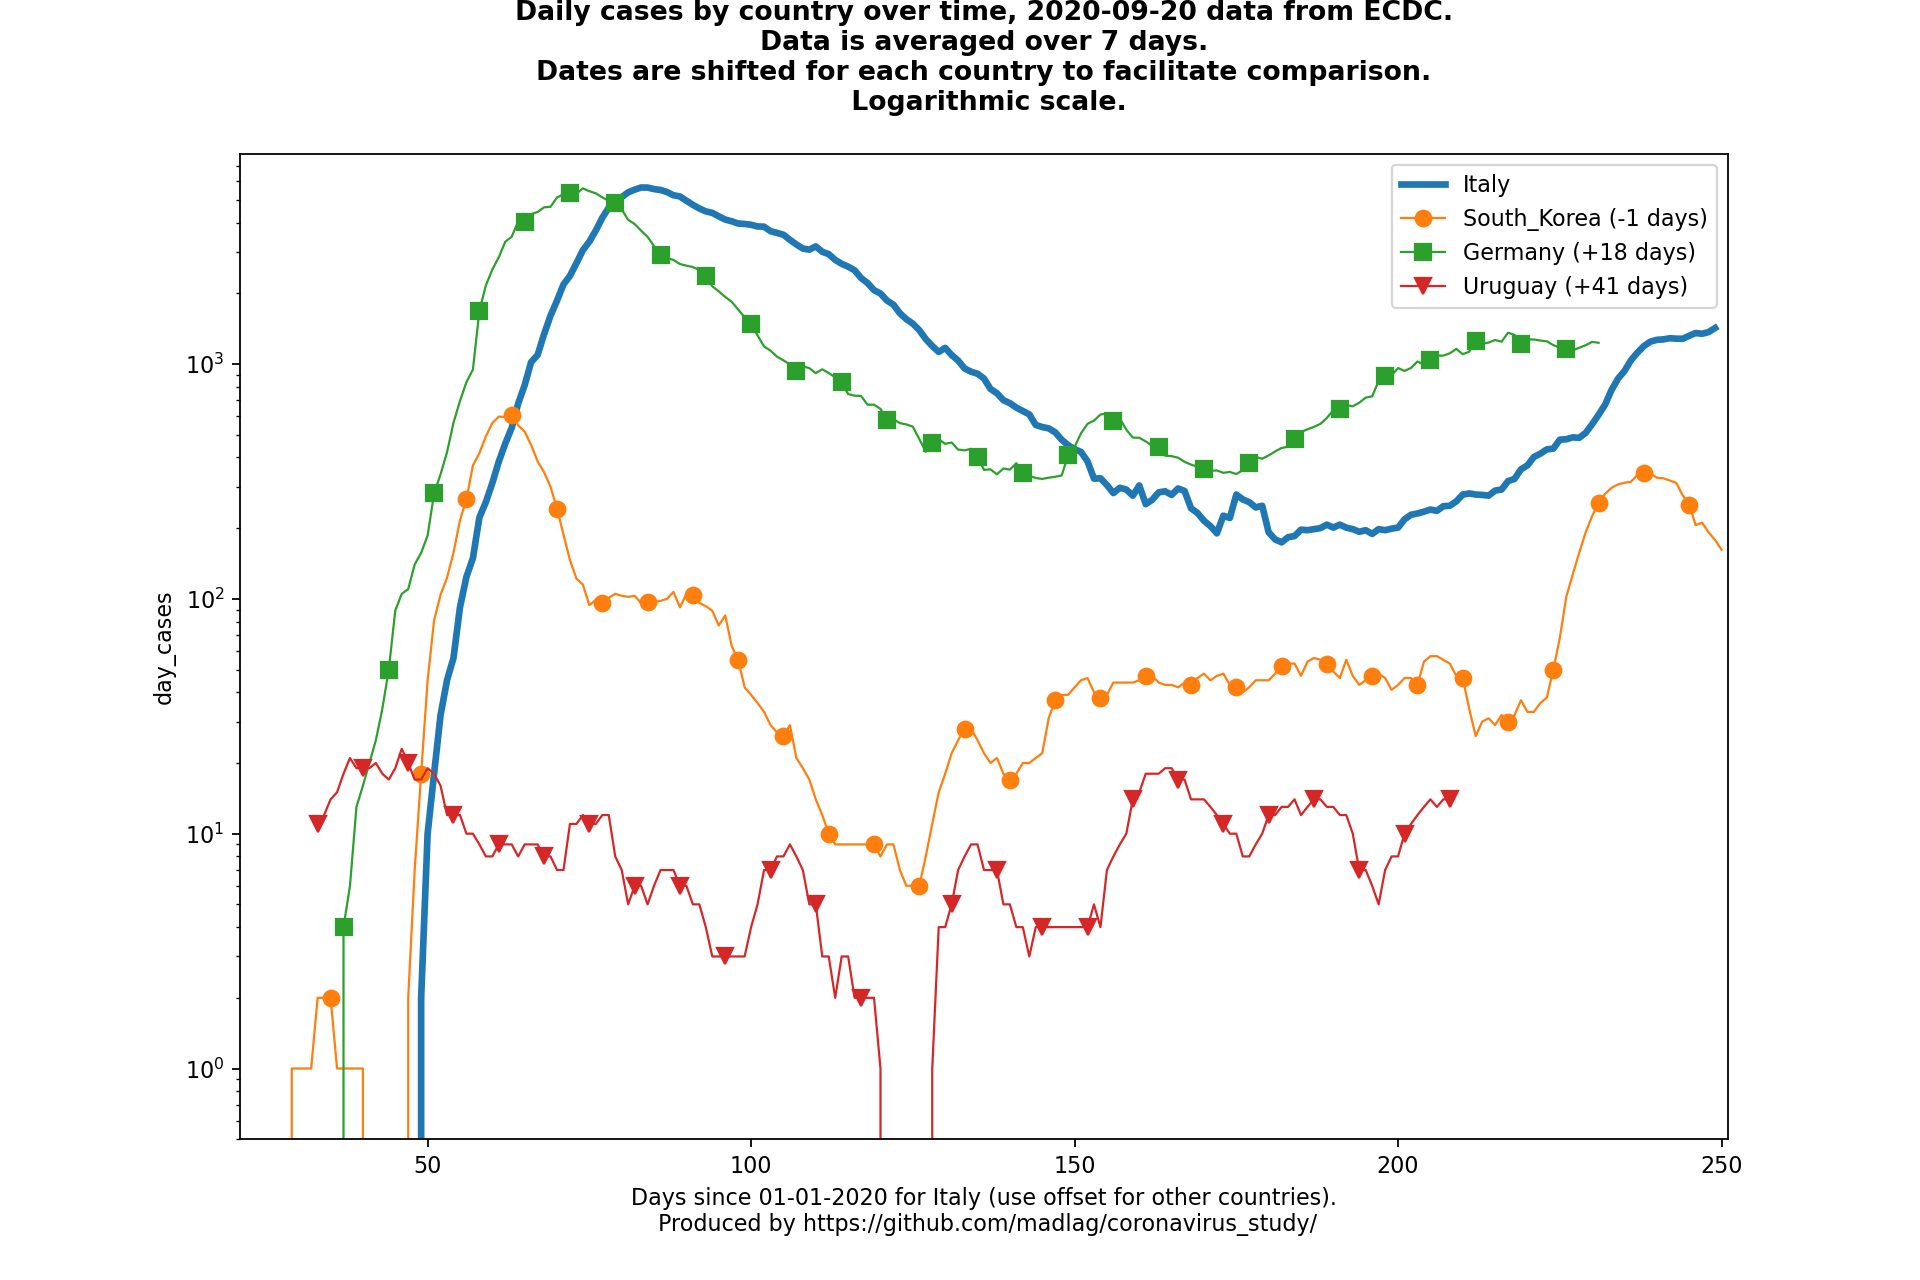 Daily cases by country over time, 2020-09-20 data from ECDC.
Data is averaged over 7 days.
Dates are shifted for each country to facilitate comparison.
Logarithmic scale.
Italy
South_Korea (-1 days)
Germany (+18 days)
Uruguay (+41 days)
10³
10²
10¹
10⁰
day_cases
50 100 150 200 250
Days since 01-01-2020 for Italy (use offset for other countries).
Produced by https://github.com/madlag/coronavirus_study/